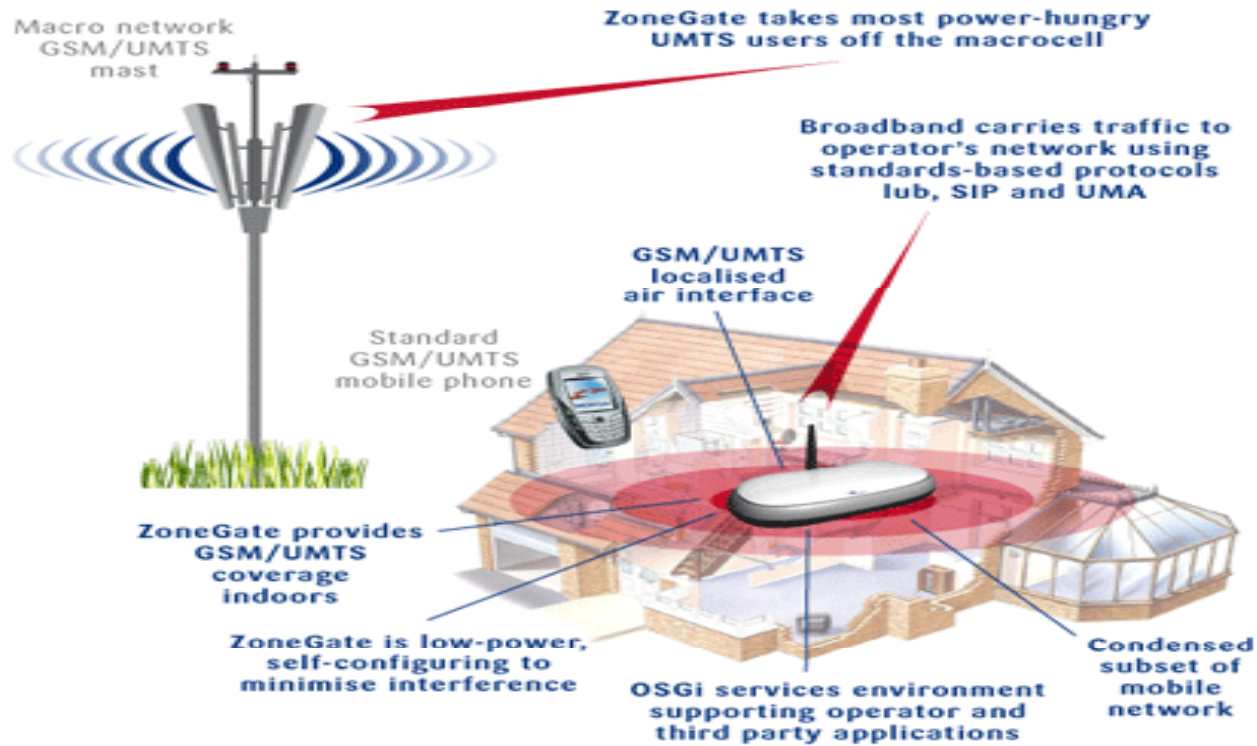 Macro network
GSM/UMTS
mast
ZoneGate takes most power-hungry
UMTS users off the macrocell
Broadband carries traffic to
operator's network using
standards-based protocols
lub, SIP and UMA
GSM/UMTS
localised
air interface
Standard
GSM/UMTS
mobile phone
ZoneGate provides
GSM/UMTS
coverage
indoors
ZoneGate is low-power,
self-configuring to
minimise interference
OSGi services environment
supporting operator and
third party applications
Condensed
subset of
mobile
network